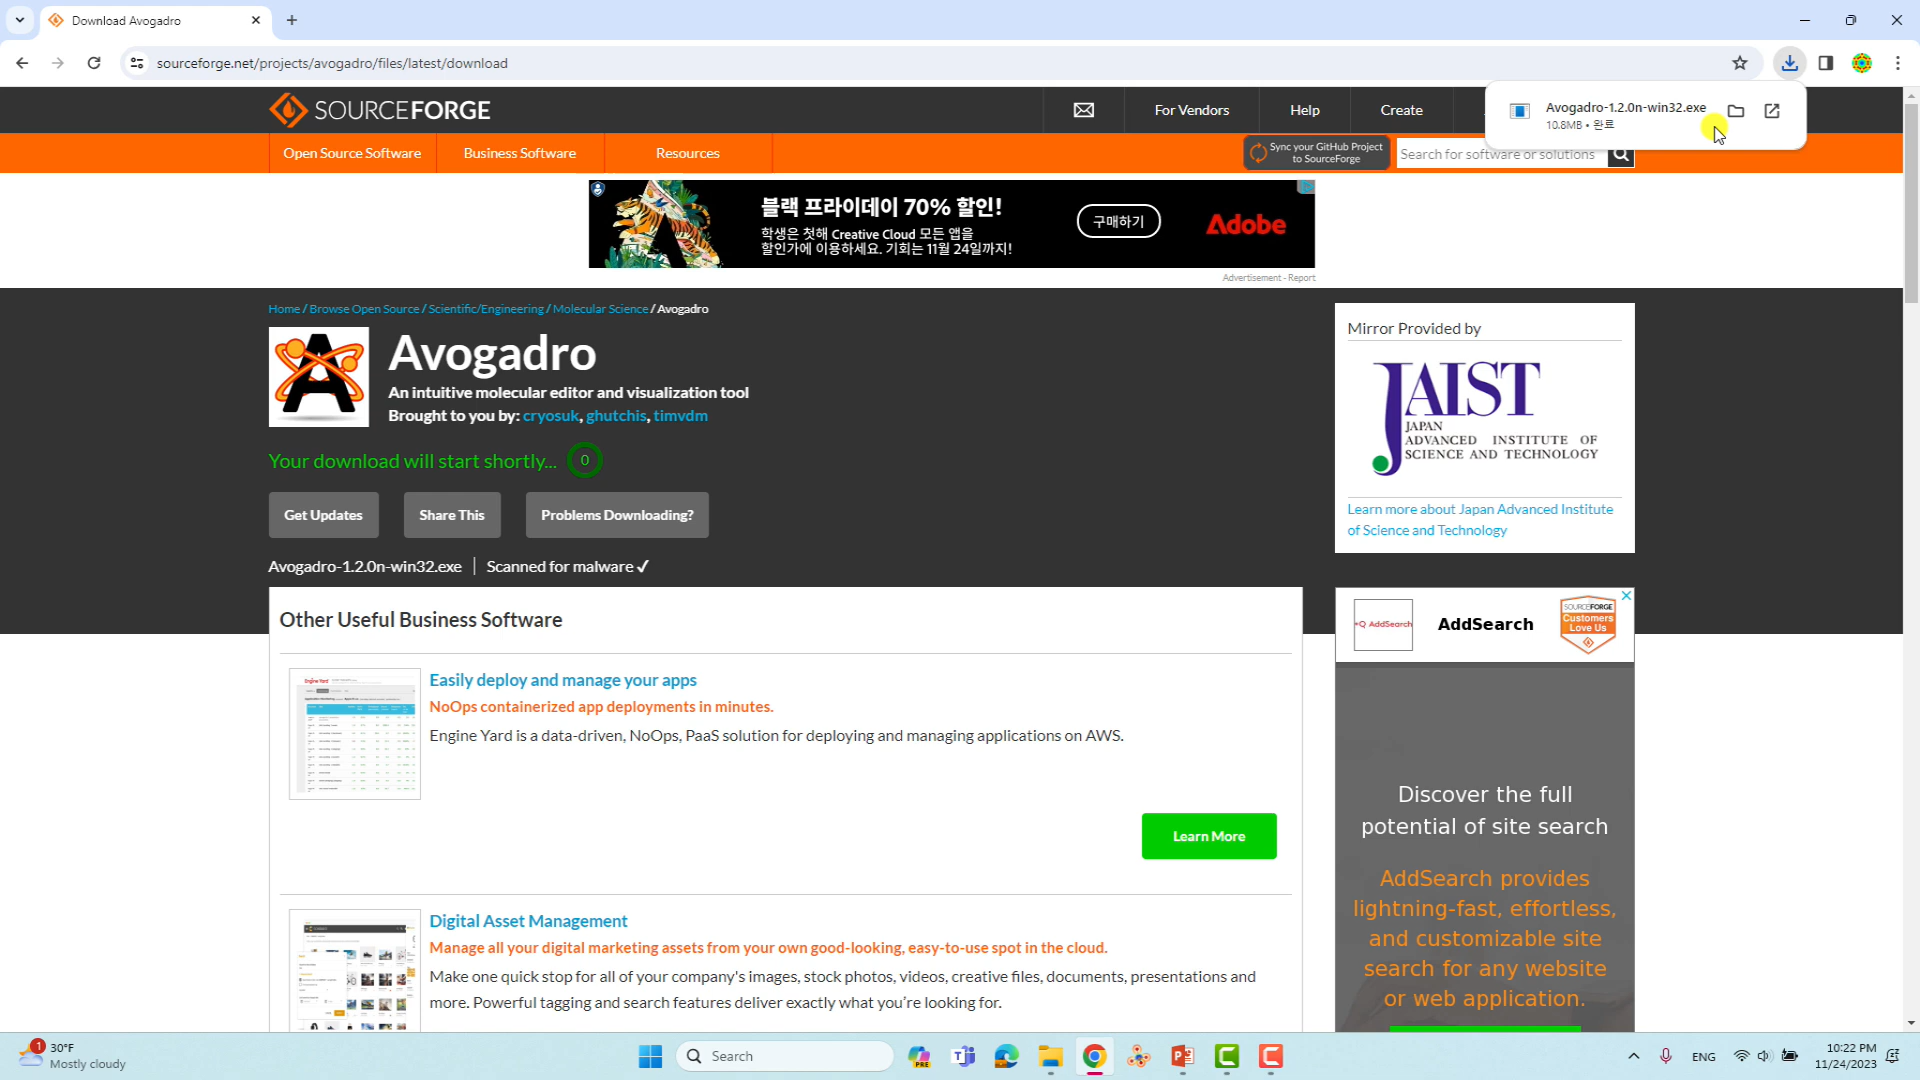 Download Avogadro
sourceforge.net/projects/avogadro/files/latest/download
SOURCEFORGE
For Vendors
Help
Create
Avogadro-1.2.0n-win32.exe
10.8MB • 완료
Open Source Software
Business Software
Resources
Sync your GitHub Project
to SourceForge
Search for software or solutions
블랙 프라이데이 70% 할인!
학생은 첫해 Creative Cloud 모든 앱을
할인가에 이용하세요. 기회는 11월 24일까지!
구매하기
Adobe
Advertisement - Report
Home / Browse Open Source / Scientific/Engineering / Molecular Science / Avogadro
Avogadro
An intuitive molecular editor and visualization tool
Brought to you by: cryosuk, ghutchis, timvdm
Your download will start shortly... 0
Get Updates
Share This
Problems Downloading?
Avogadro-1.2.0n-win32.exe
Scanned for malware ✓
Mirror Provided by
JAIST
JAPAN
ADVANCED INSTITUTE OF
SCIENCE AND TECHNOLOGY
Learn more about Japan Advanced Institute
of Science and Technology
Other Useful Business Software
Easily deploy and manage your apps
NoOps containerized app deployments in minutes.
Engine Yard is a data-driven, NoOps, PaaS solution for deploying and managing applications on AWS.
Learn More
Digital Asset Management
Manage all your digital marketing assets from your own good-looking, easy-to-use spot in the cloud.
Make one quick stop for all of your company's images, stock photos, videos, creative files, documents, presentations and
more. Powerful tagging and search features deliver exactly what you're looking for.
AddSearch
AddSearch
SOURCEFORGE
Customers
Love Us
Discover the full
potential of site search
AddSearch provides
lightning-fast, effortless,
and customizable site
search for any website
or web application.
1
30°F
Mostly cloudy
Search
PRE
ENG
10:22 PM
11/24/2023